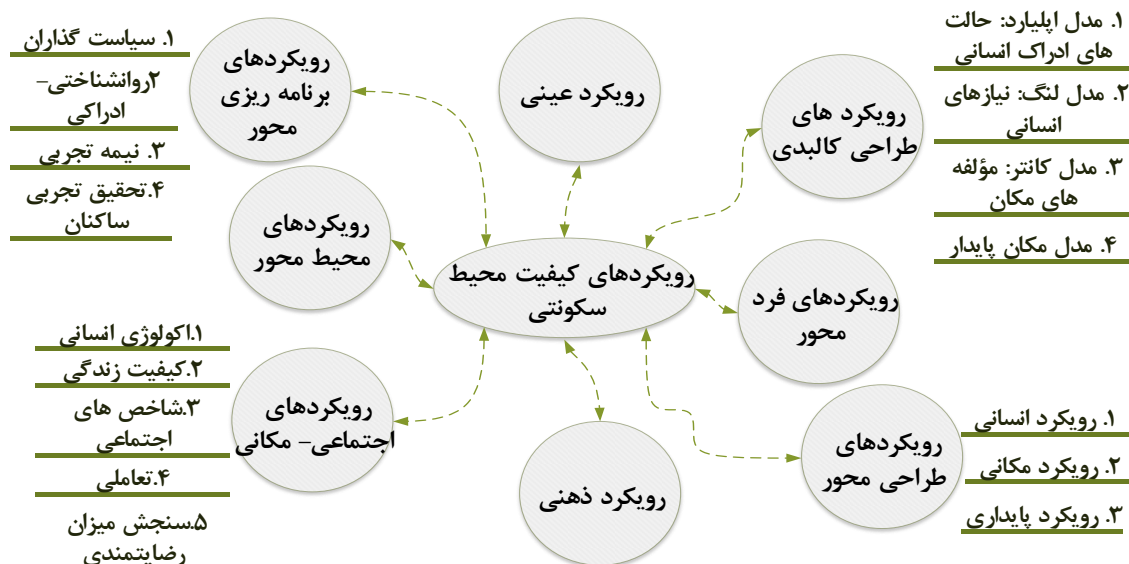 ۱. مدل اپلیارد: حالت
های ادراک انسانی
۲. مدل لنگ: نیازهای
انسانی
۳. مدل کانتر: مؤلفه
های مکان
۴. مدل مکان پایدار
رویکرد های
طراحی کالبدی
رویکرد عینی
رویکردهای
برنامه ریزی
محور
۱. سیاست گذاران
۲روانشناختی-
ادراکی
۳. نیمه تجربی
۴.تحقیق تجربی
ساکنان
رویکردهای
محیط محور
رویکردهای کیفیت محیط
سکونتی
رویکردهای فرد
محور
رویکردهای
اجتماعی- مکانی
۱.اکولوژی انسانی
۲.کیفیت زندگی
۳.شاخص های
اجتماعی
۴.تعاملی
۵.سنجش میزان
رضایتمندی
رویکرد ذهنی
رویکردهای
طراحی محور
۱. رویکرد انسانی
۲. رویکرد مکانی
۳. رویکرد پایداری